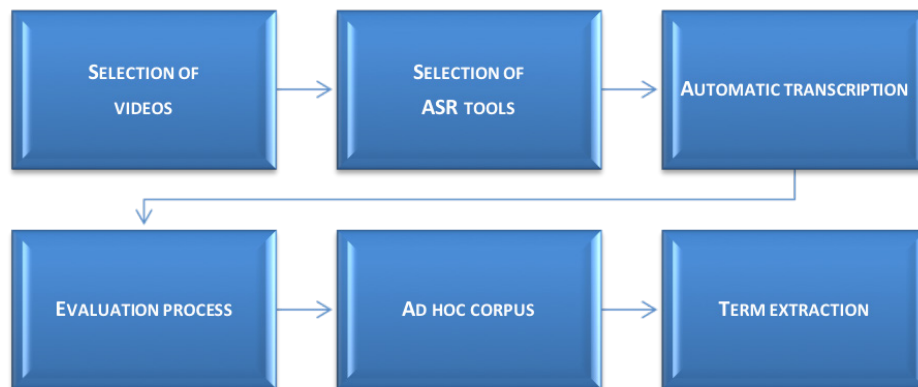 SELECTION OF
VIDEOS
SELECTION OF
ASR TOOLS
AUTOMATIC TRANSCRIPTION
EVALUATION PROCESS
AD HOC CORPUS
TERM EXTRACTION